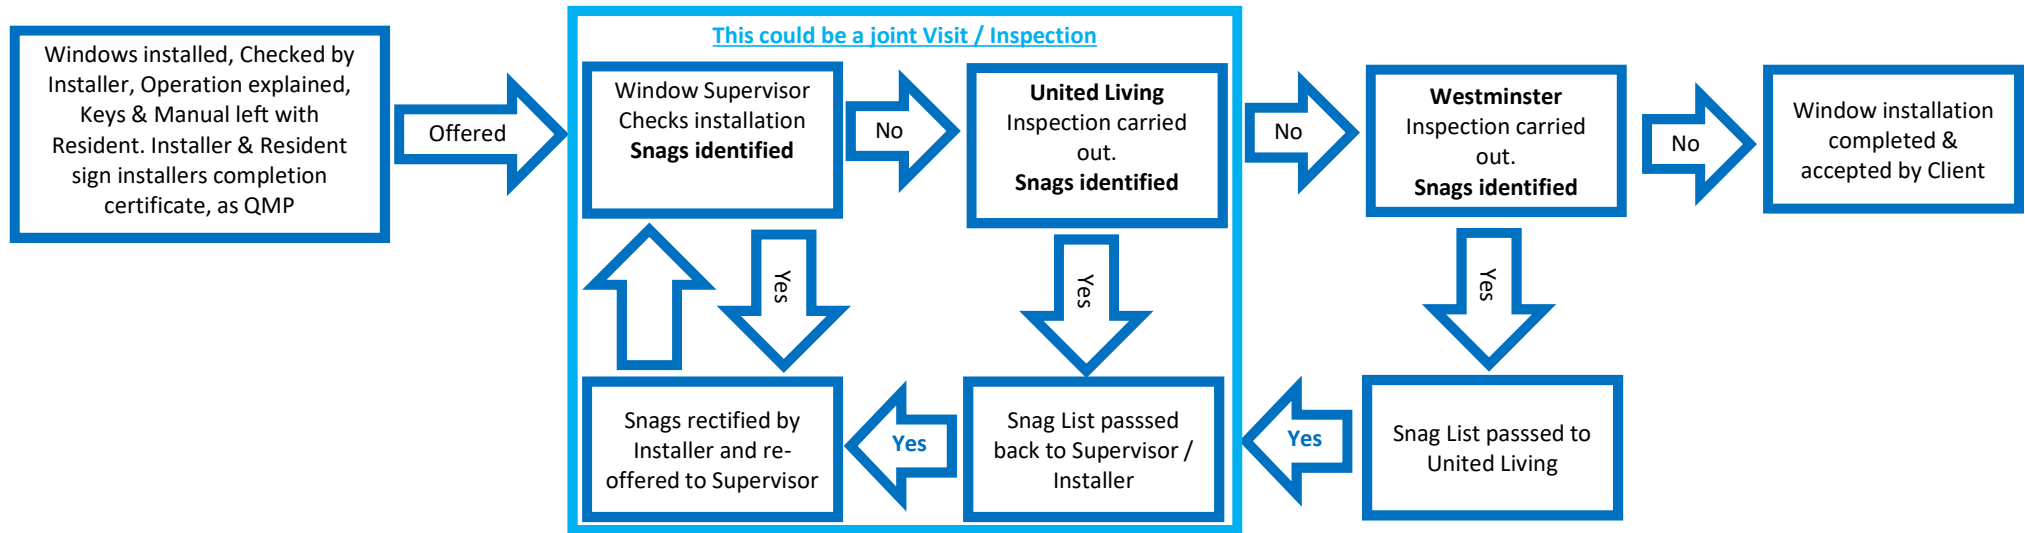 This could be a joint Visit / Inspection
Windows installed, Checked by
Installer, Operation explained,
Keys & Manual left with
Resident. Installer & Resident
sign installers completion
certificate, as QMP
Offered
Window Supervisor
Checks installation
Snags identified
No
United Living
Inspection carried
out.
Snags identified
No
Westminster
Inspection carried
out.
Snags identified
No
Window installation
completed &
accepted by Client
Yes
Yes
Yes
Snags rectified by
Installer and re-
offered to Supervisor
Yes
Snag List passsed
back to Supervisor /
Installer
Yes
Snag List passsed to
United Living